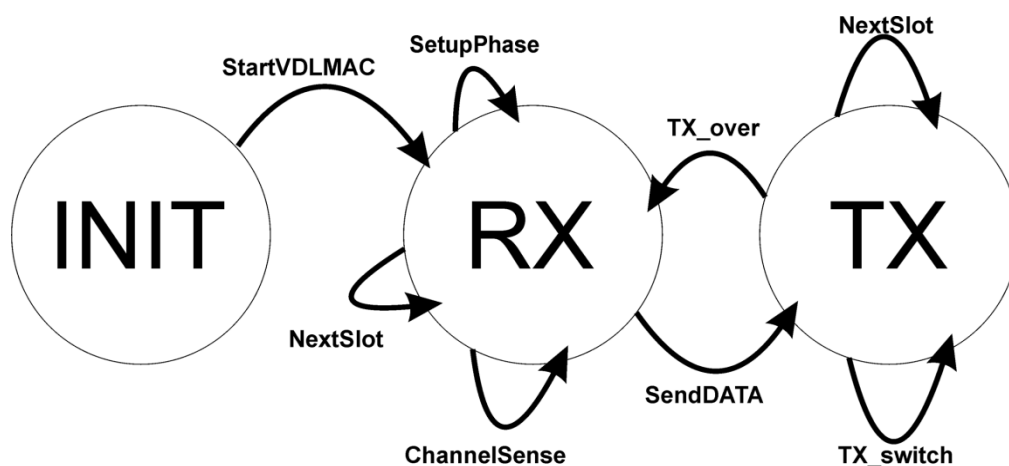 NextSlot
SetupPhase
StartVDLMAC
TX_over
INIT
RX
TX
NextSlot
SendDATA
ChannelSense
TX_switch